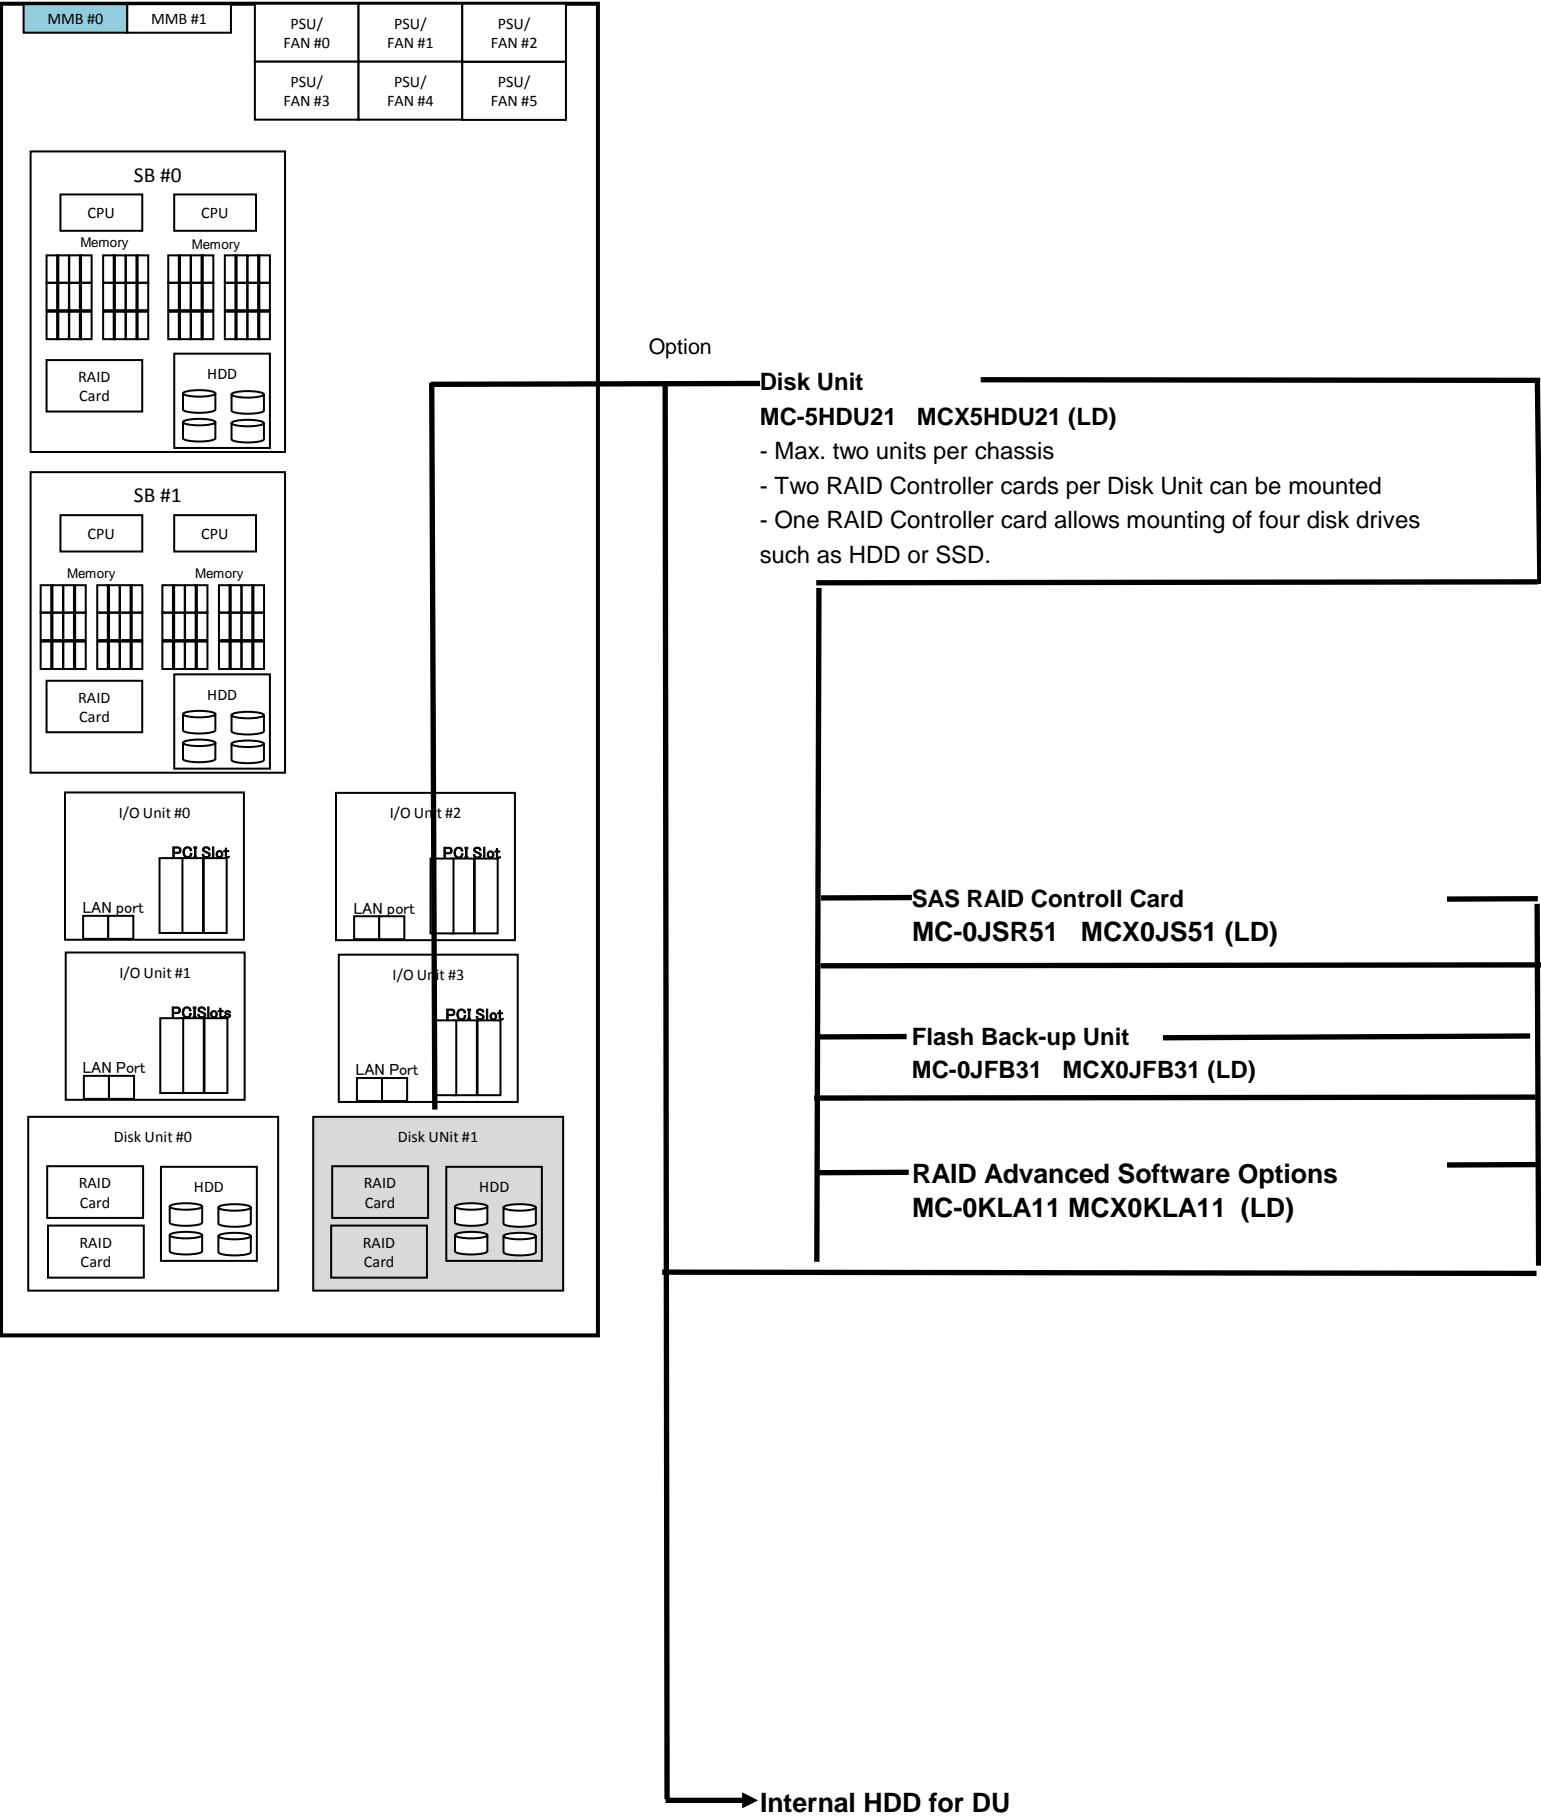 MMB #0
MMB #1
PSU/
FAN #0
PSU/
FAN #1
PSU/
FAN #2
PSU/
FAN #3
PSU/
FAN #4
PSU/
FAN #5
SB #0
CPU
CPU
Memory
Memory
RAID
Card
HDD
SB #1
CPU
CPU
Memory
Memory
RAID
Card
HDD
I/O Unit #0
PCI Slot
LAN port
I/O Unit #2
PCI Slot
LAN port
I/O Unit #1
PCISlots
LAN Port
I/O Unit #3
PCI Slot
LAN Port
Disk Unit #0
RAID
Card
RAID
Card
HDD
Disk UNit #1
RAID
Card
RAID
Card
HDD
Option
Disk Unit
MC-5HDU21 MCX5HDU21 (LD)
- Max. two units per chassis
- Two RAID Controller cards per Disk Unit can be mounted
- One RAID Controller card allows mounting of four disk drives
such as HDD or SSD.
SAS RAID Controll Card
MC-0JSR51 MCX0JS51 (LD)
Flash Back-up Unit
MC-0JFB31 MCX0JFB31 (LD)
RAID Advanced Software Options
MC-0KLA11 MCX0KLA11 (LD)
Internal HDD for DU